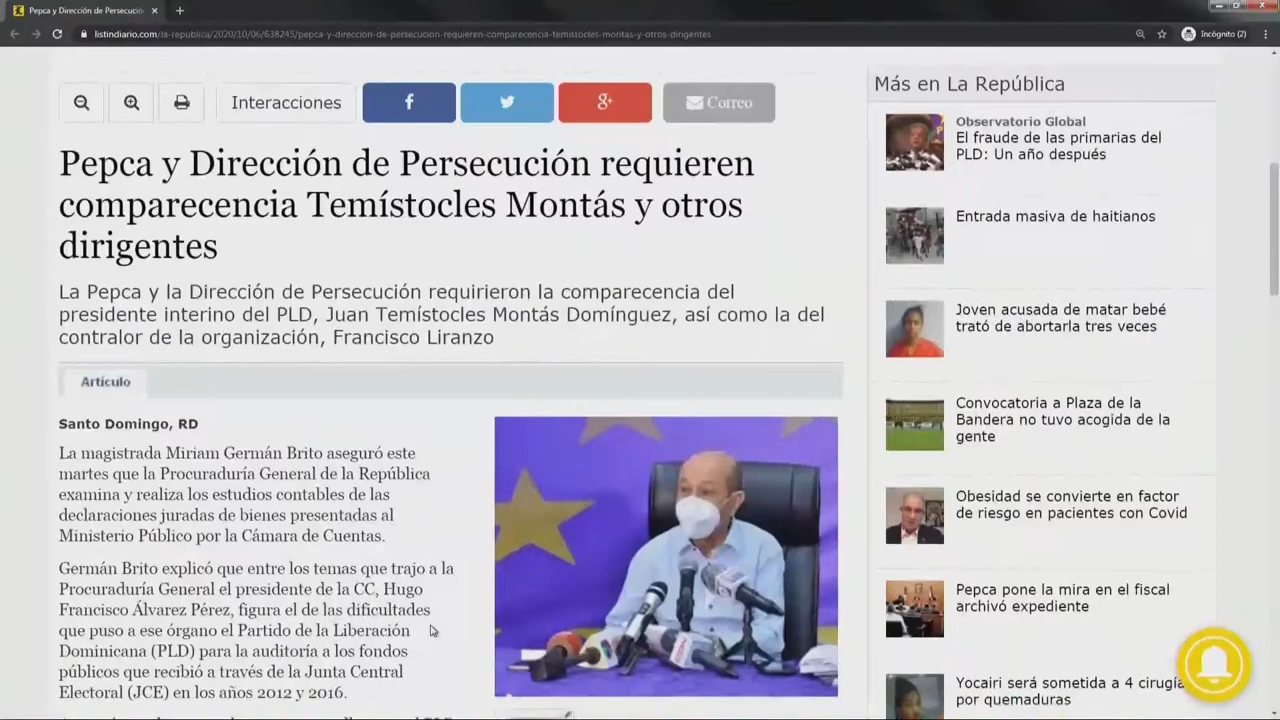 Pepca y Dirección de Persecució
listindiario.com/la-republica/2020/10/06/638245/pepca-y-direccion-de-persecucion-requieren-comparecencia-temistocles-montas-y-otros-dirigentes
Incógnito (2)
Interacciones
f
g+
Correo
Pepca y Dirección de Persecución requieren
comparecencia Temístocles Montás y otros
dirigentes
La Pepca y la Dirección de Persecución requirieron la comparecencia del
presidente interino del PLD, Juan Temístocles Montás Domínguez, así como la del
contralor de la organización, Francisco Liranzo
Artículo
Santo Domingo, RD
La magistrada Miriam Germán Brito aseguró este
martes que la Procuraduría General de la República
examina y realiza los estudios contables de las
declaraciones juradas de bienes presentadas al
Ministerio Público por la Cámara de Cuentas.
Germán Brito explicó que entre los temas que trajo a la
Procuraduría General el presidente de la CC, Hugo
Francisco Álvarez Pérez, figura el de las dificultades
que puso a ese órgano el Partido de la Liberación
Dominicana (PLD) para la auditoría a los fondos
públicos que recibió a través de la Junta Central
Electoral (JCE) en los años 2012 y 2016.
Más en La República
Observatorio Global
El fraude de las primarias del
PLD: Un año después
Entrada masiva de haitianos
Joven acusada de matar bebé
trató de abortarla tres veces
Convocatoria a Plaza de la
Bandera no tuvo acogida de la
gente
Obesidad se convierte en factor
de riesgo en pacientes con Covid
Pepca pone la mira en el fiscal
archivó expediente
Yocairi será sometida a 4 cirugía
por quemaduras